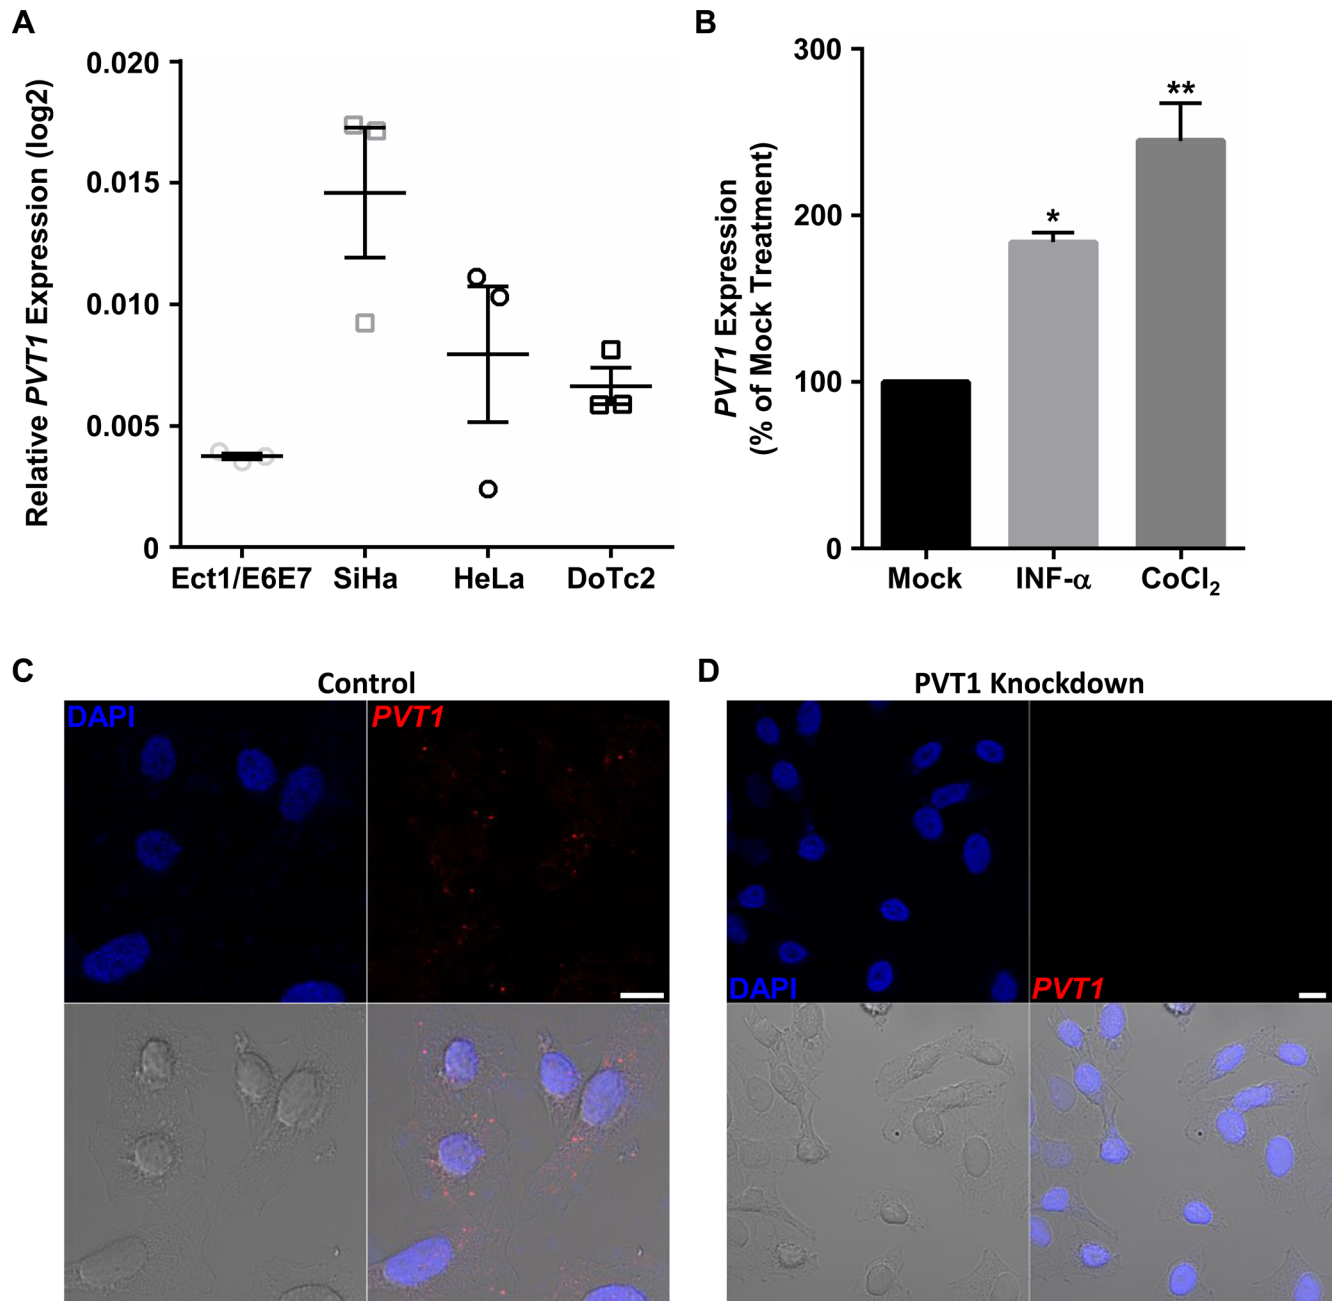 A
Relative PVT1 Expression (log2)
0.020
0.015
0.010
0.005
0
Ect1/E6E7 SiHa HeLa DoTc2
B
PVT1 Expression
(% of Mock Treatment)
300
200
100
0
*
**
Mock INF-α CoCl₂
C
Control
DAPI PVT1
D
PVT1 Knockdown
DAPI PVT1